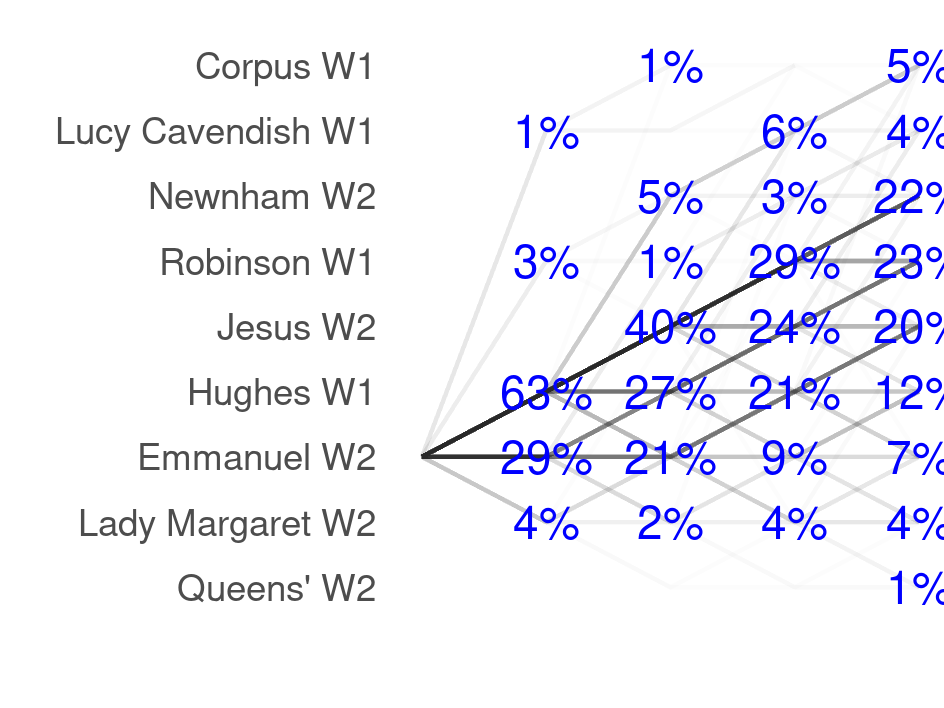 Corpus W1 1% 5%
Lucy Cavendish W1 1% 6% 4%
Newnham W2 5% 3% 22%
Robinson W1 3% 1% 29% 23%
Jesus W2 40% 24% 20%
Hughes W1 63% 27% 21% 12%
Emmanuel W2 29% 21% 9% 7%
Lady Margaret W2 4% 2% 4% 4%
Queens' W2 1%